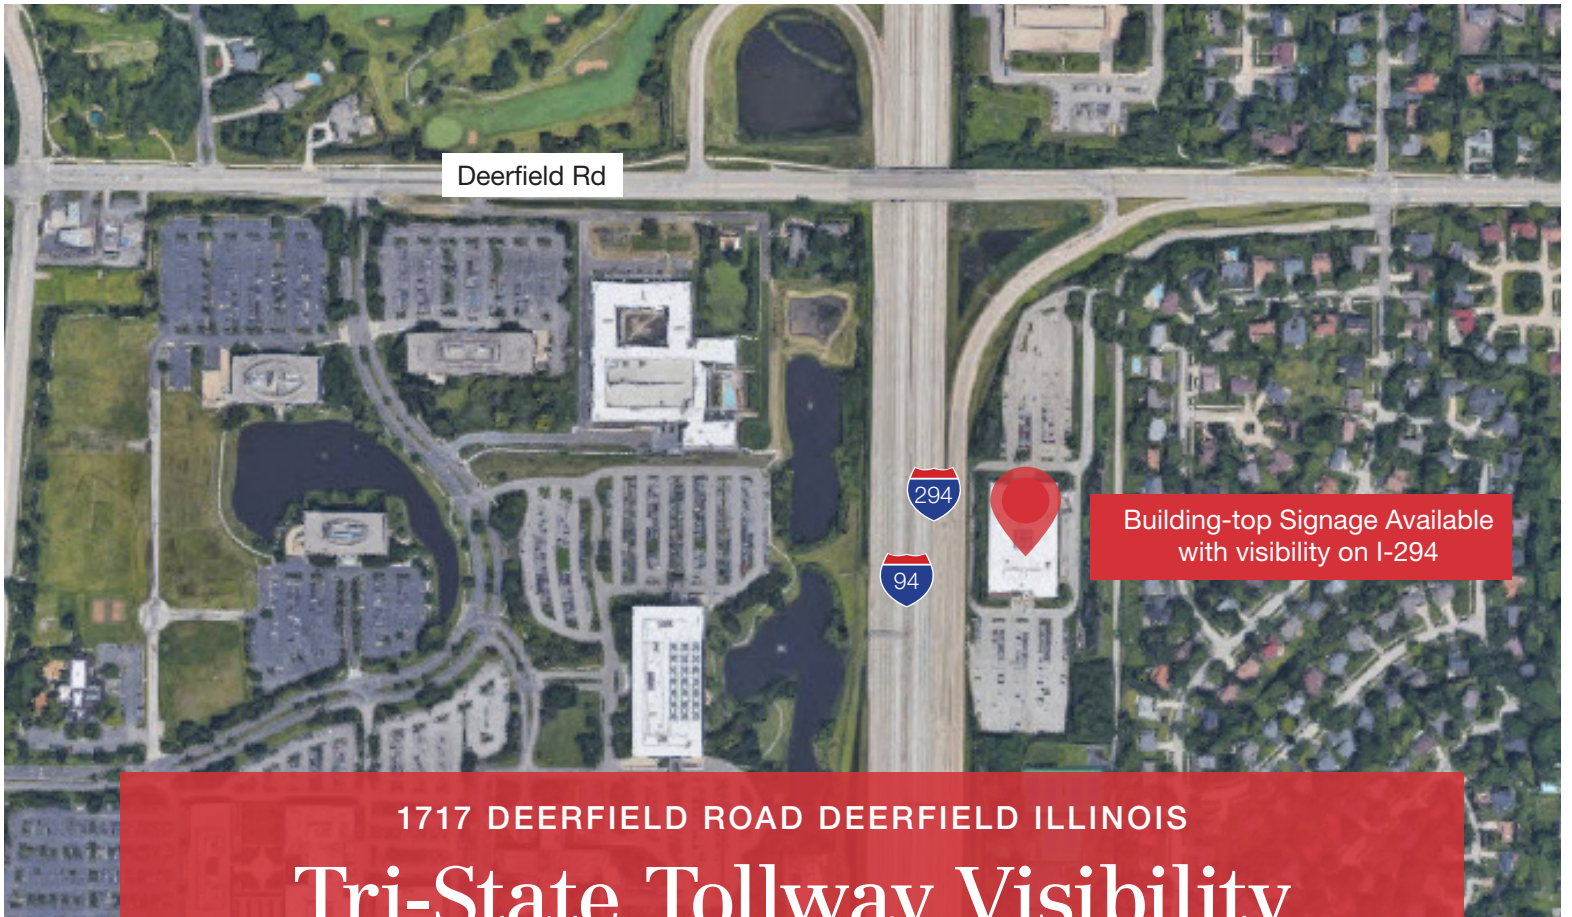 Deerfield Rd
294
Building-top Signage Available
with visibility on I-294
94
1717 DEERFIELD ROAD DEERFIELD ILLINOIS
Tri-State Tollway Visibility